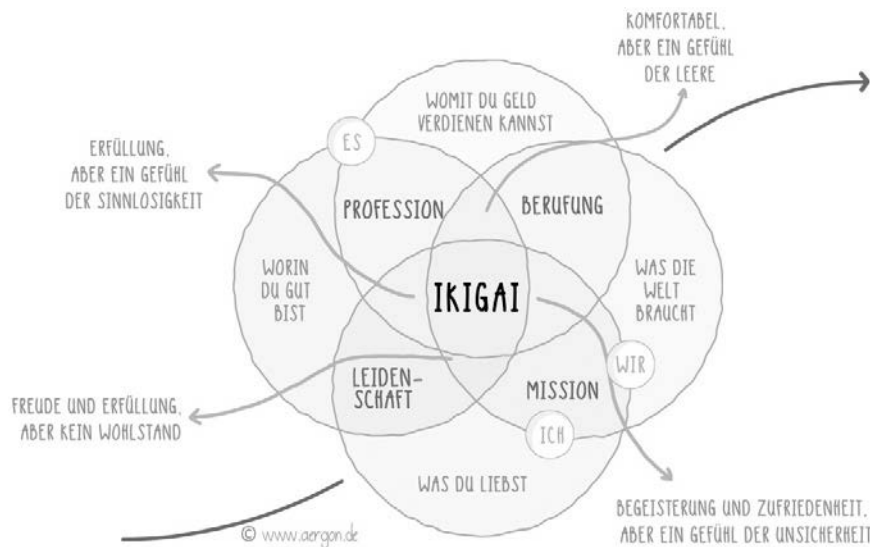 KOMFORTABEL,
ABER EIN GEFÜHL
DER LEERE
WOMIT DU GELD
VERDIENEN KANNST
ES
ERFÜLLUNG,
ABER EIN GEFÜHL
DER SINNLOSIGKEIT
PROFESSION
BERUFUNG
WORIN
DU GUT
BIST
IKIGAI
WAS DIE
WELT
BRAUCHT
WIR
LEIDEN-
SCHAFT
MISSION
ICH
FREUDE UND ERFÜLLUNG,
ABER KEIN WOHLSTAND
WAS DU LIEBST
BEGEISTERUNG UND ZUFRIEDENHEIT,
ABER EIN GEFÜHL DER UNSICHERHEIT
© www.aergon.de